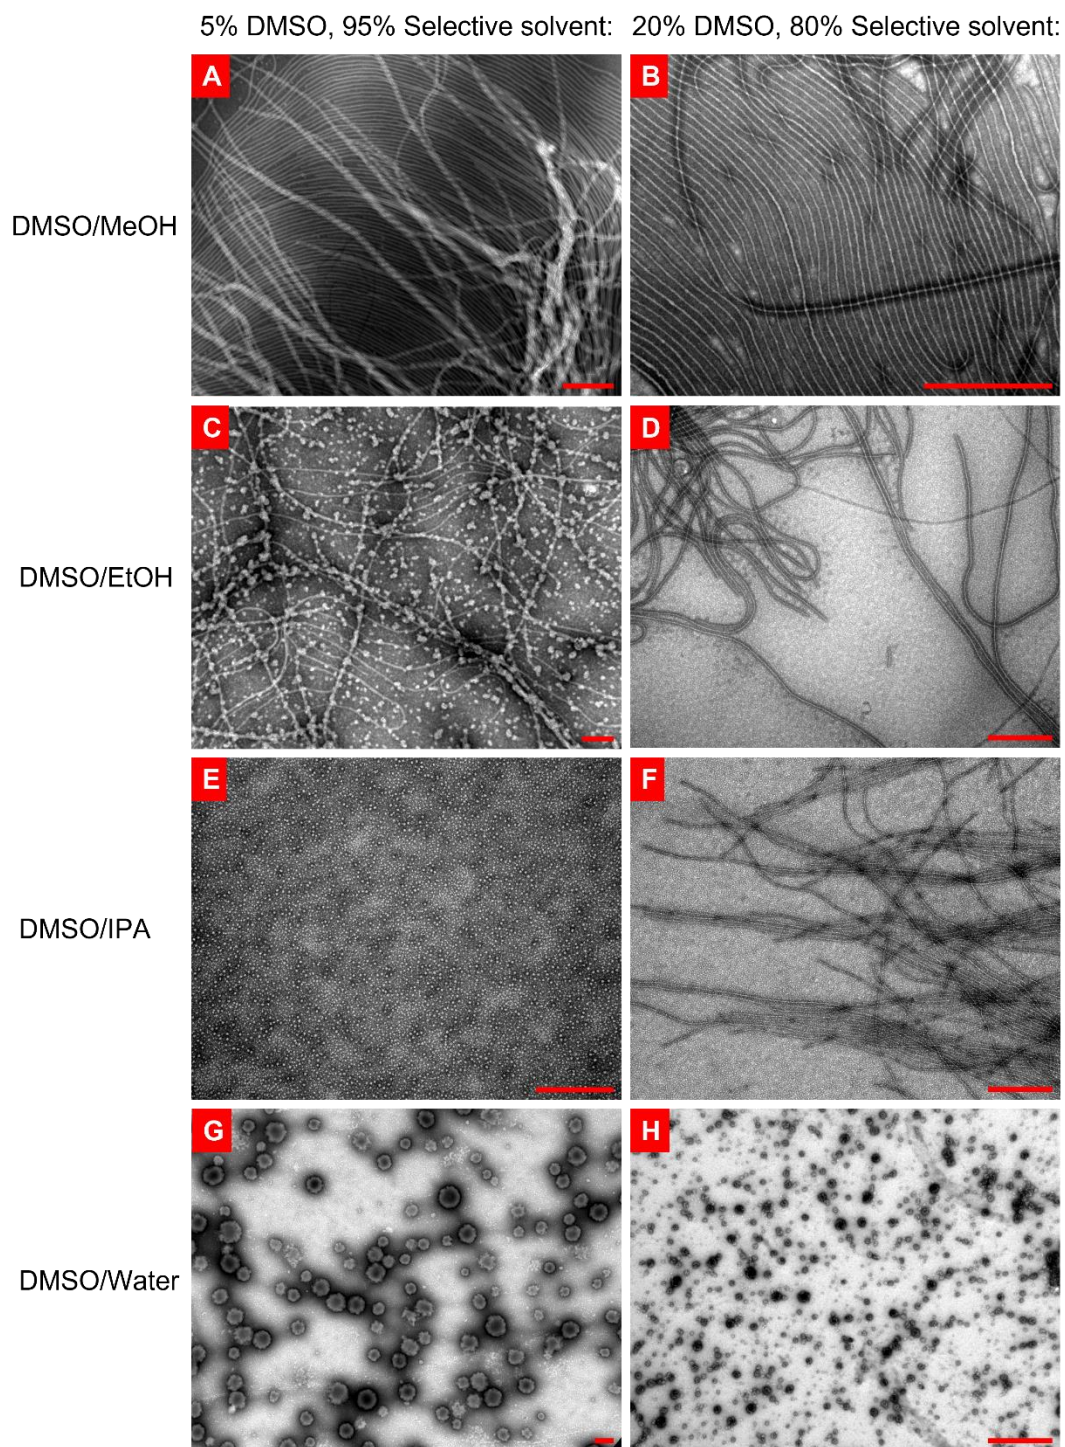 5% DMSO, 95% Selective solvent: 20% DMSO, 80% Selective solvent:
A B
DMSO/MeOH
C D
DMSO/EtOH
E F
DMSO/IPA
G H
DMSO/Water